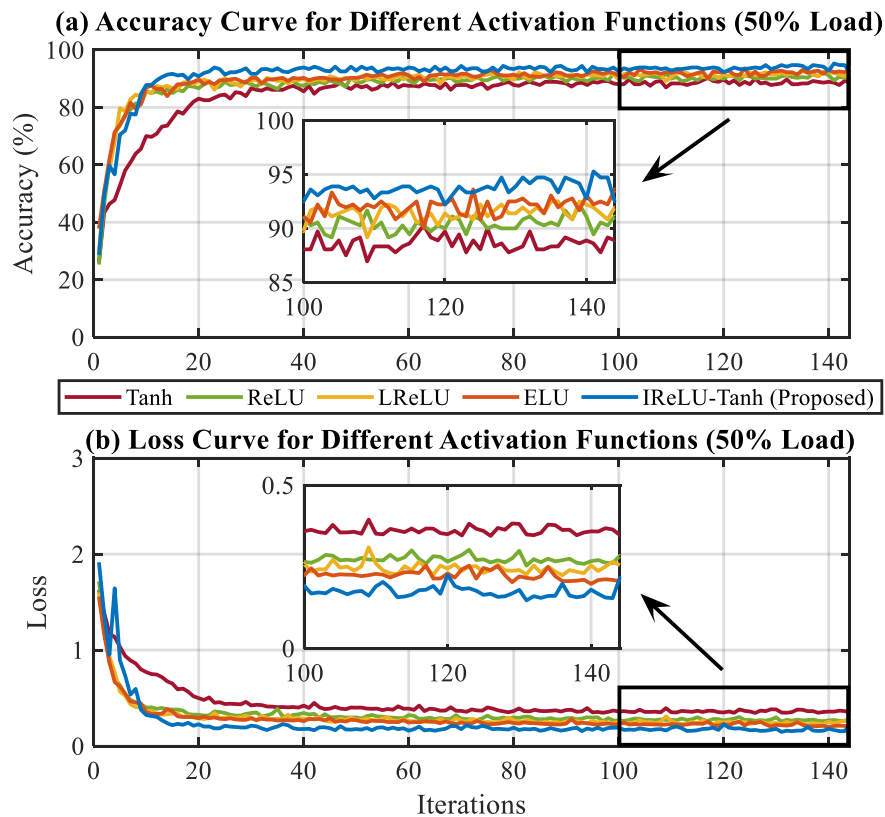 (a) Accuracy Curve for Different Activation Functions (50% Load)
Accuracy (%)
100
80
60
40
20
0
100
95
90
85
100 120 140
0 20 40 60 80 100 120 140
Tanh ReLU LReLU ELU IReLU-Tanh (Proposed)
(b) Loss Curve for Different Activation Functions (50% Load)
Loss
3
2
1
0
0.5
0
100 120 140
0 20 40 60 80 100 120 140
Iterations